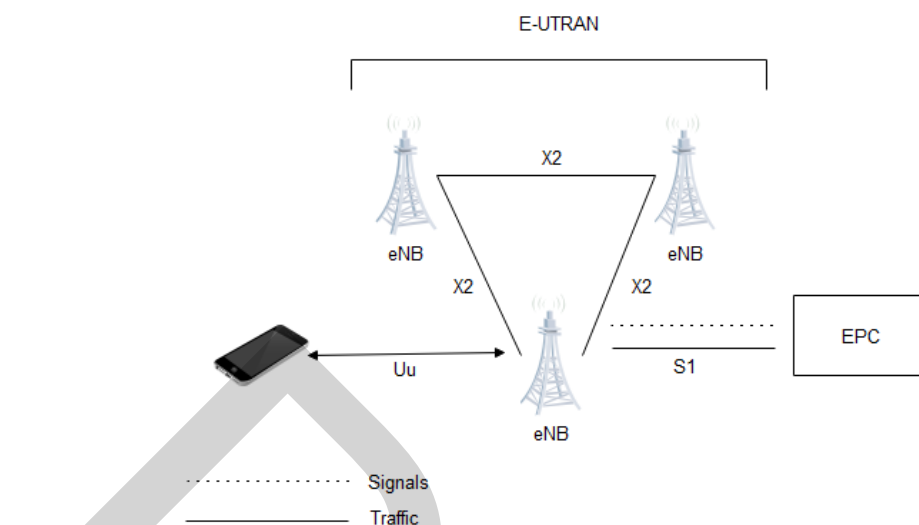 E-UTRAN
X2
eNB
eNB
X2
X2
EPC
Uu
S1
eNB
Signals
Traffic